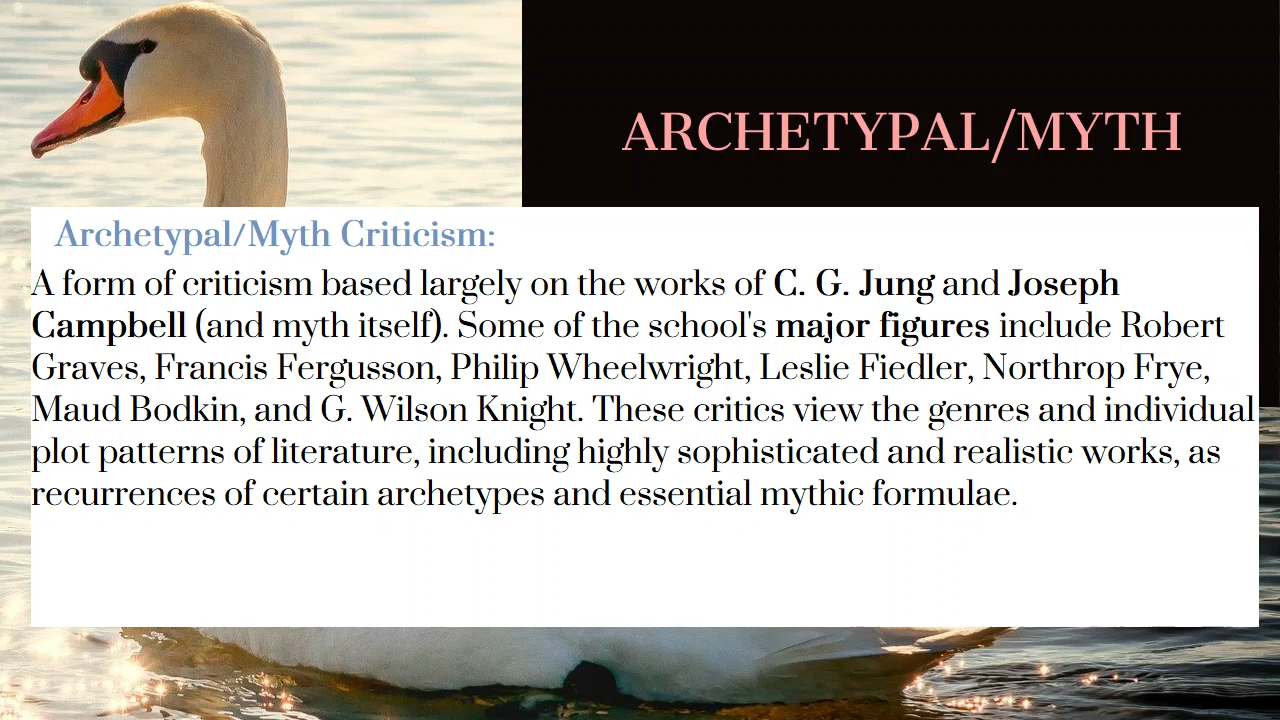 ARCHETYPAL/MYTH
Archetypal/Myth Criticism:
A form of criticism based largely on the works of C. G. Jung and Joseph
Campbell (and myth itself). Some of the school's major figures include Robert
Graves, Francis Fergusson, Philip Wheelwright, Leslie Fiedler, Northrop Frye,
Maud Bodkin, and G. Wilson Knight. These critics view the genres and individual
plot patterns of literature, including highly sophisticated and realistic works, as
recurrences of certain archetypes and essential mythic formulae.